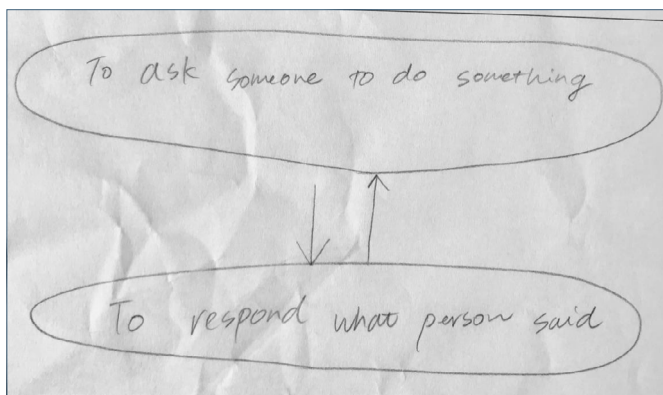 To ask someone to do something
To respond what person said